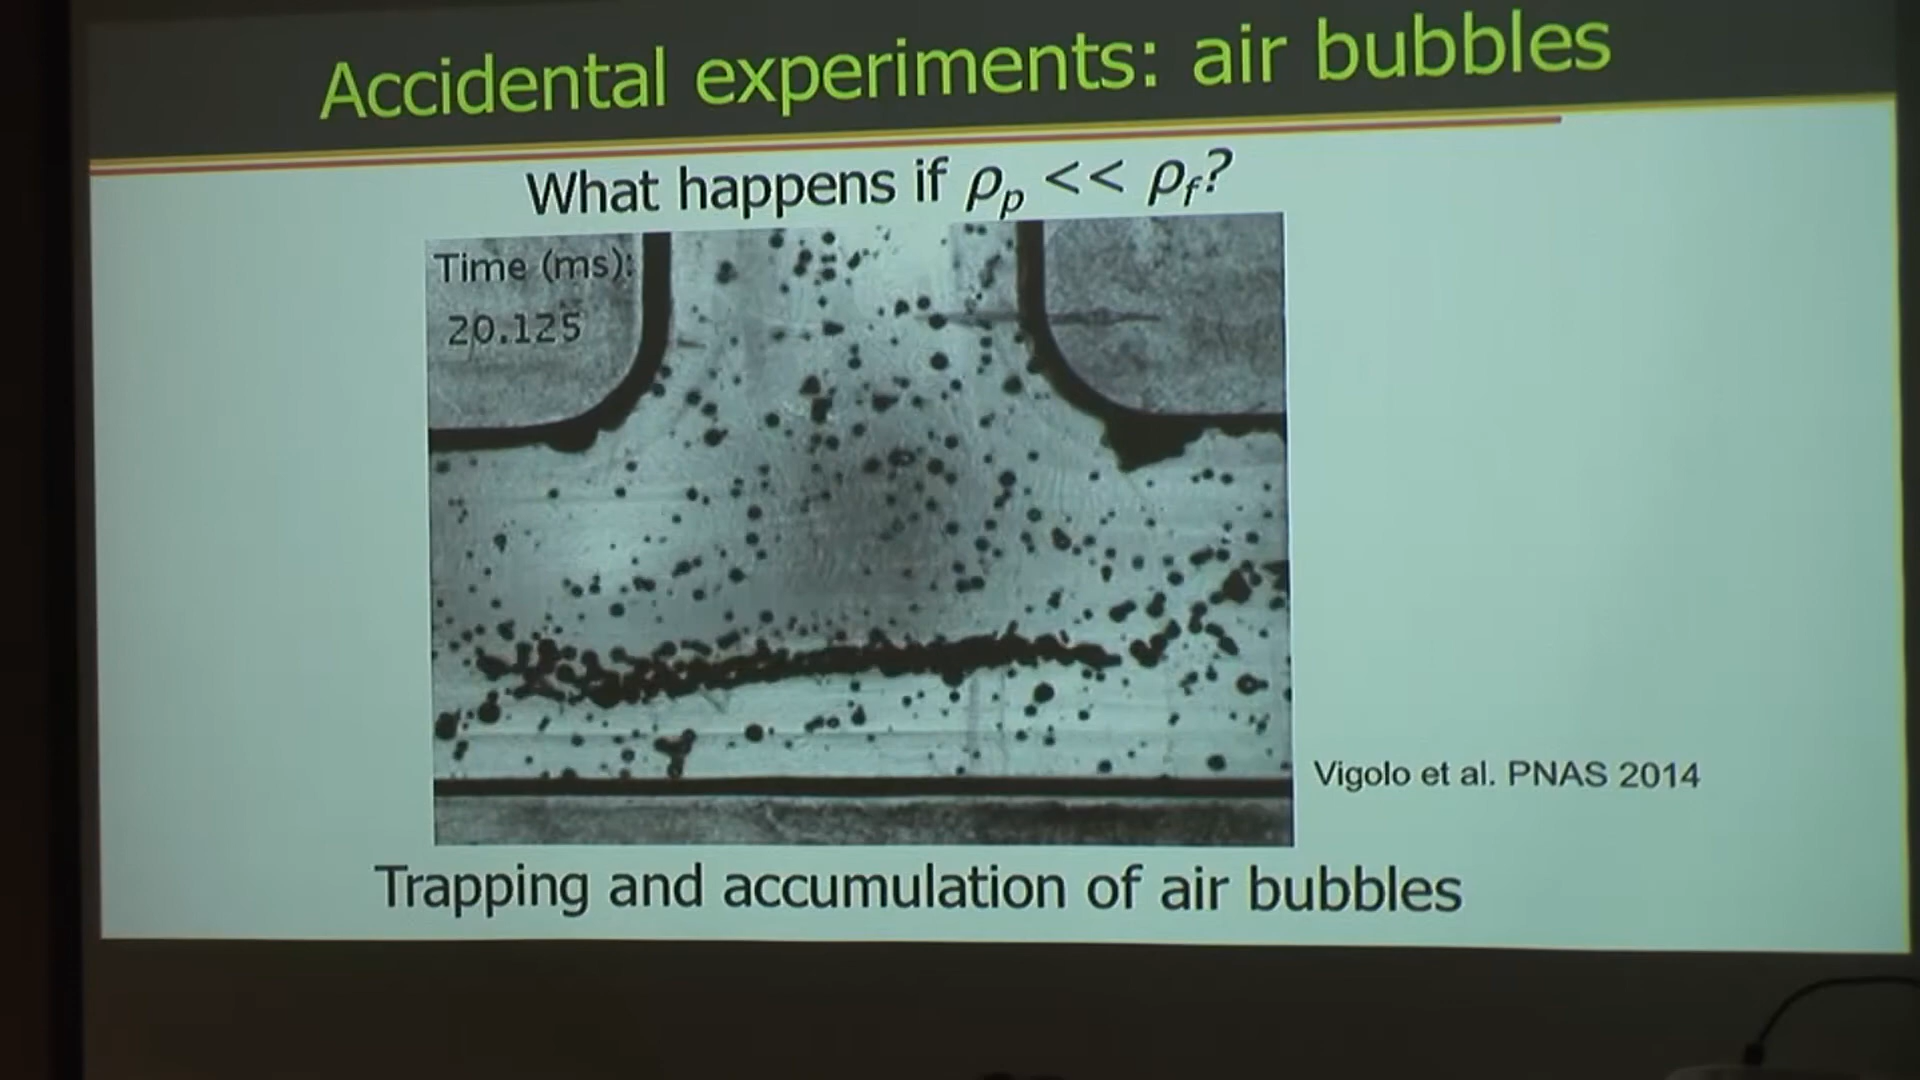 Accidental experiments: air bubbles
What happens if ρp << ρf?
Time (ms):
20.125
Vigolo et al. PNAS 2014
Trapping and accumulation of air bubbles